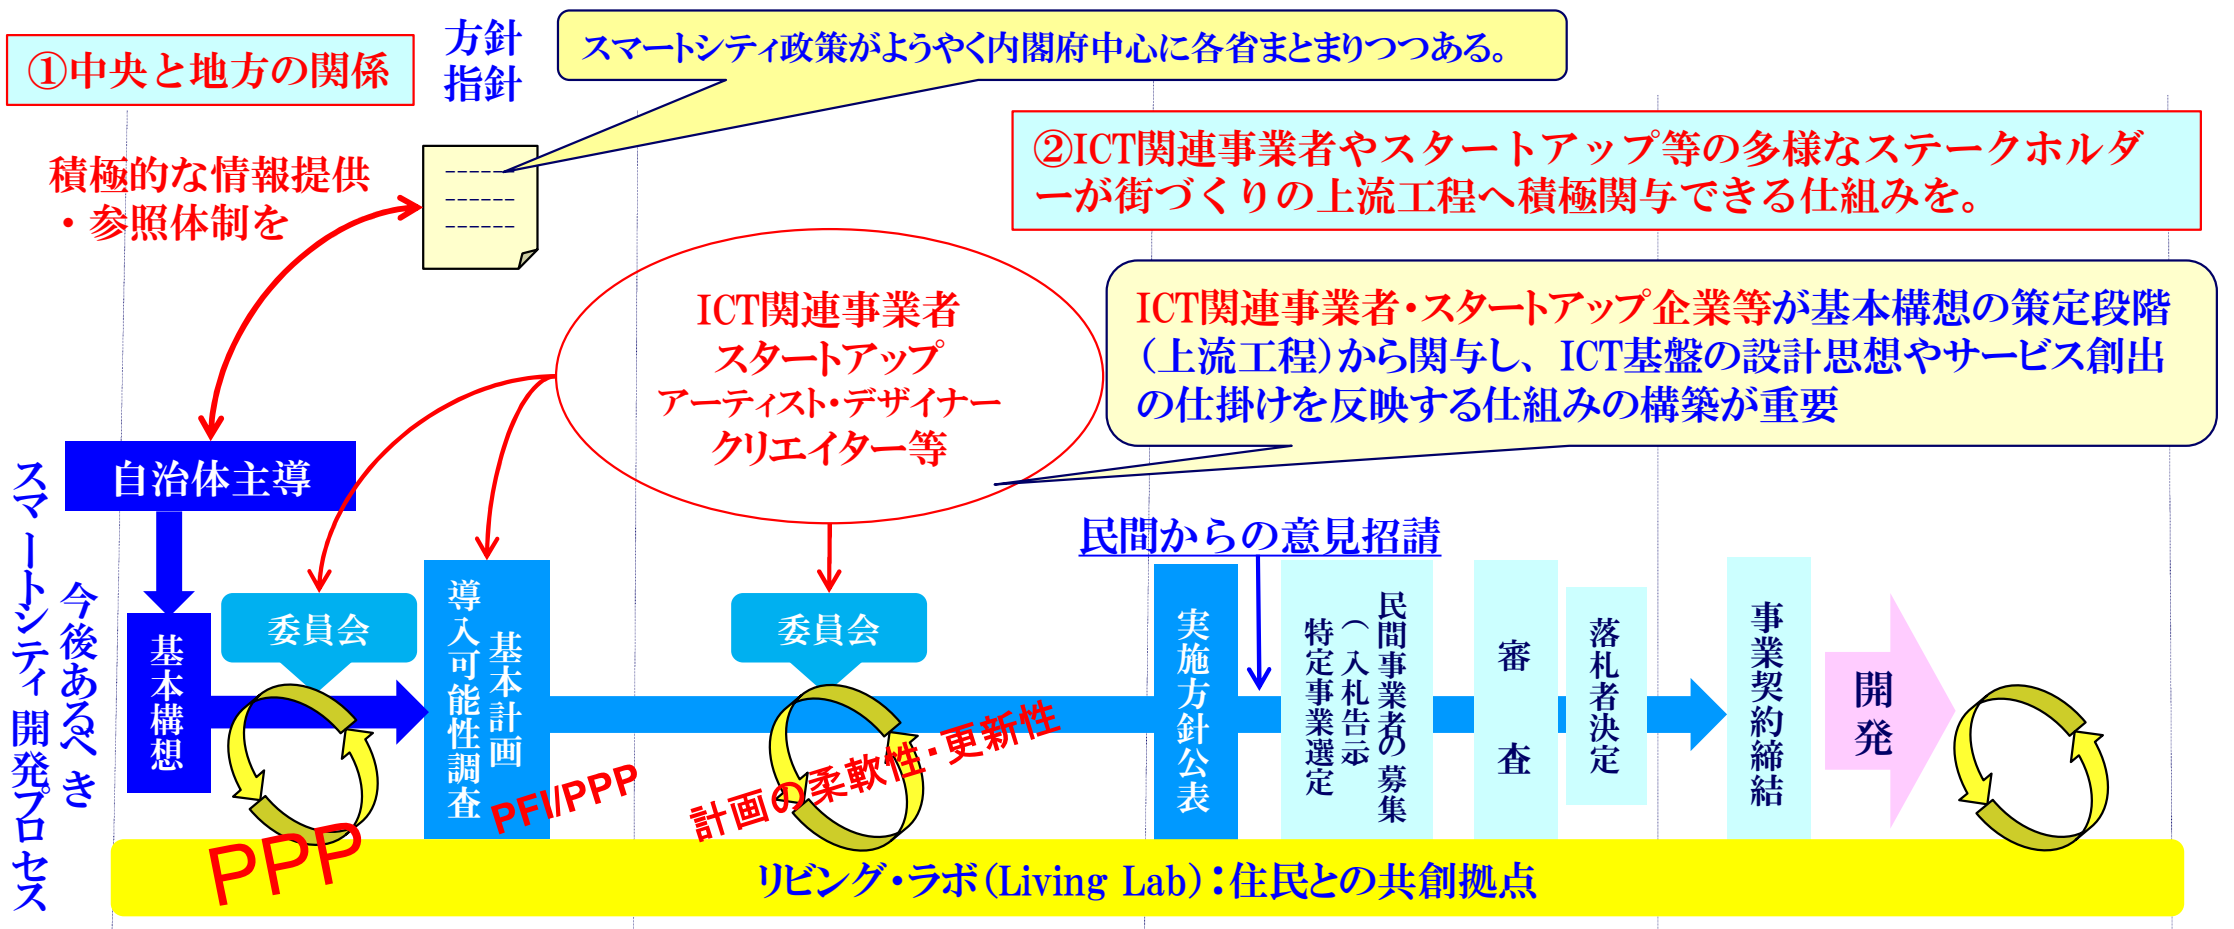 ①中央と地方の関係
方針
指針
スマートシティ政策がようやく内閣府中心に各省まとまりつつある。
積極的な情報提供
・参照体制を
②ICT関連事業者やスタートアップ等の多様なステークホルダ
ーが街づくりの上流工程へ積極関与できる仕組みを。
ICT関連事業者
スタートアップ
アーティスト・デザイナー
クリエイター等
ICT関連事業者・スタートアップ企業等が基本構想の策定段階
（上流工程）から関与し、ICT基盤の設計思想やサービス創出
の仕掛けを反映する仕組みの構築が重要
自治体主導
今後あるべき
スマートシティ開発プロセス
民間からの意見招請
基本構想
委員会
基本計画
導入可能性調査
委員会
実施方針公表
民間事業者の募集
（入札告示）
特定事業選定
審査
落札者決定
事業契約締結
開発
PPP
PFI/PPP
計画の柔軟性・更新性
リビング・ラボ（Living Lab）：住民との共創拠点